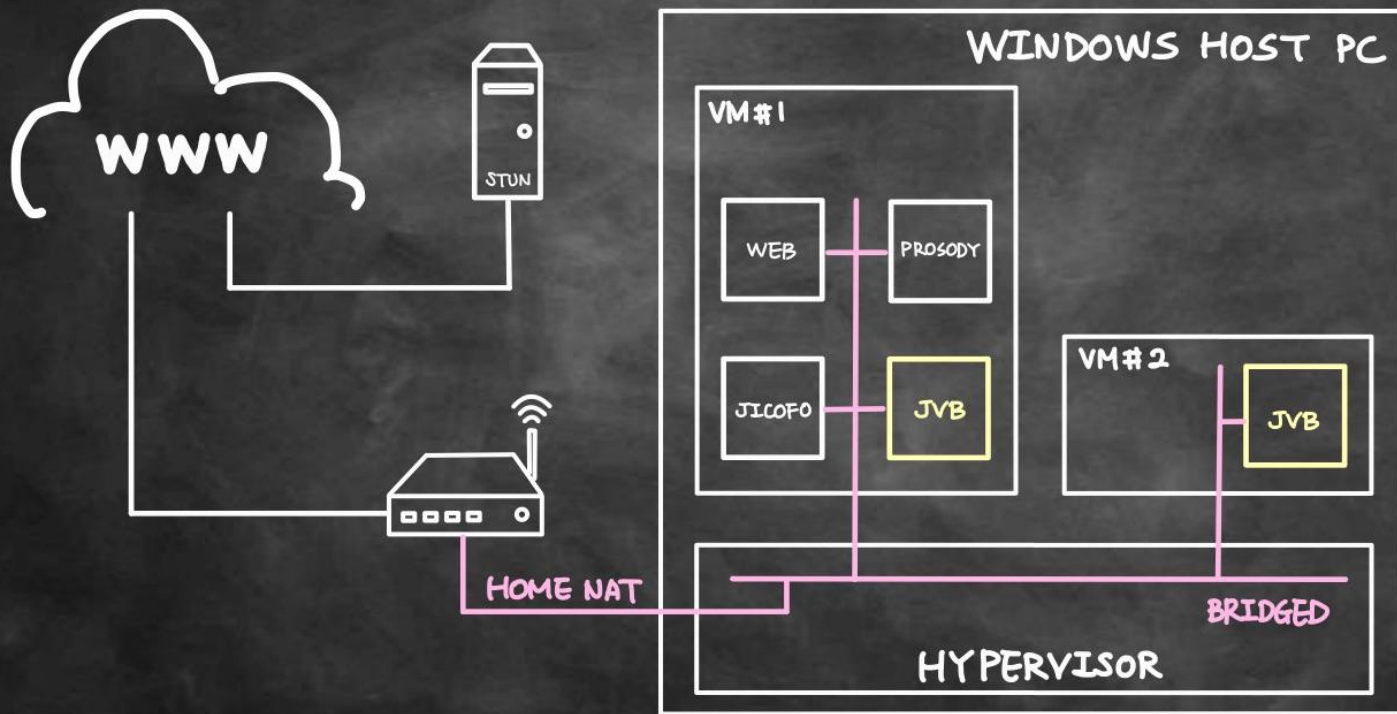 WWW
STUN
HOME NAT
WINDOWS HOST PC
VM#1
WEB
PROSODY
JICOFO
JVB
VM#2
JVB
BRIDGED
HYPERVISOR